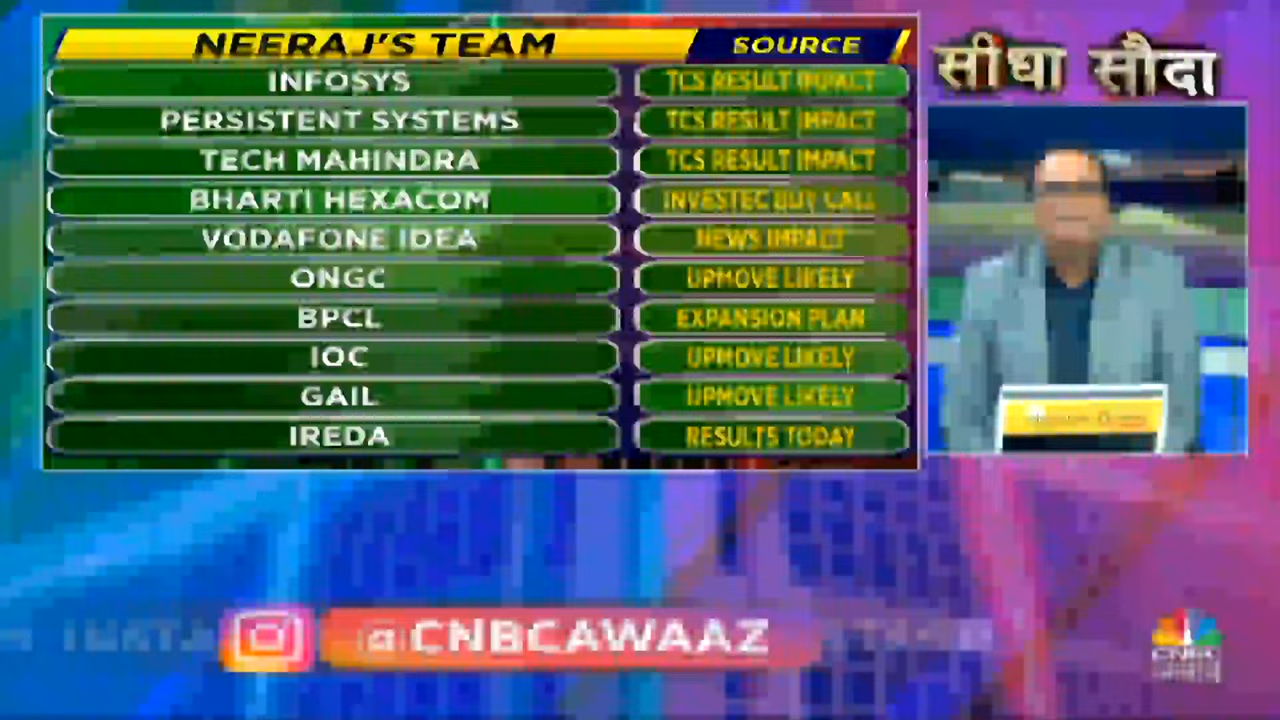 NEERAJ'S TEAM SOURCE
INFOSYS TCS RESULT IMPACT
PERSISTENT SYSTEMS TCS RESULT IMPACT
TECH MAHINDRA TCS RESULT IMPACT
BHARTI HEXACOM INVESTEC BUY CALL
VODAFONE IDEA NEWS IMPACT
ONGC UPMOVE LIKELY
BPCL EXPANSION PLAN
IOC UPMOVE LIKELY
GAIL UPMOVE LIKELY
IREDA RESULTS TODAY
सीधा सौदा
@CNBCAWAAZ
CNBC